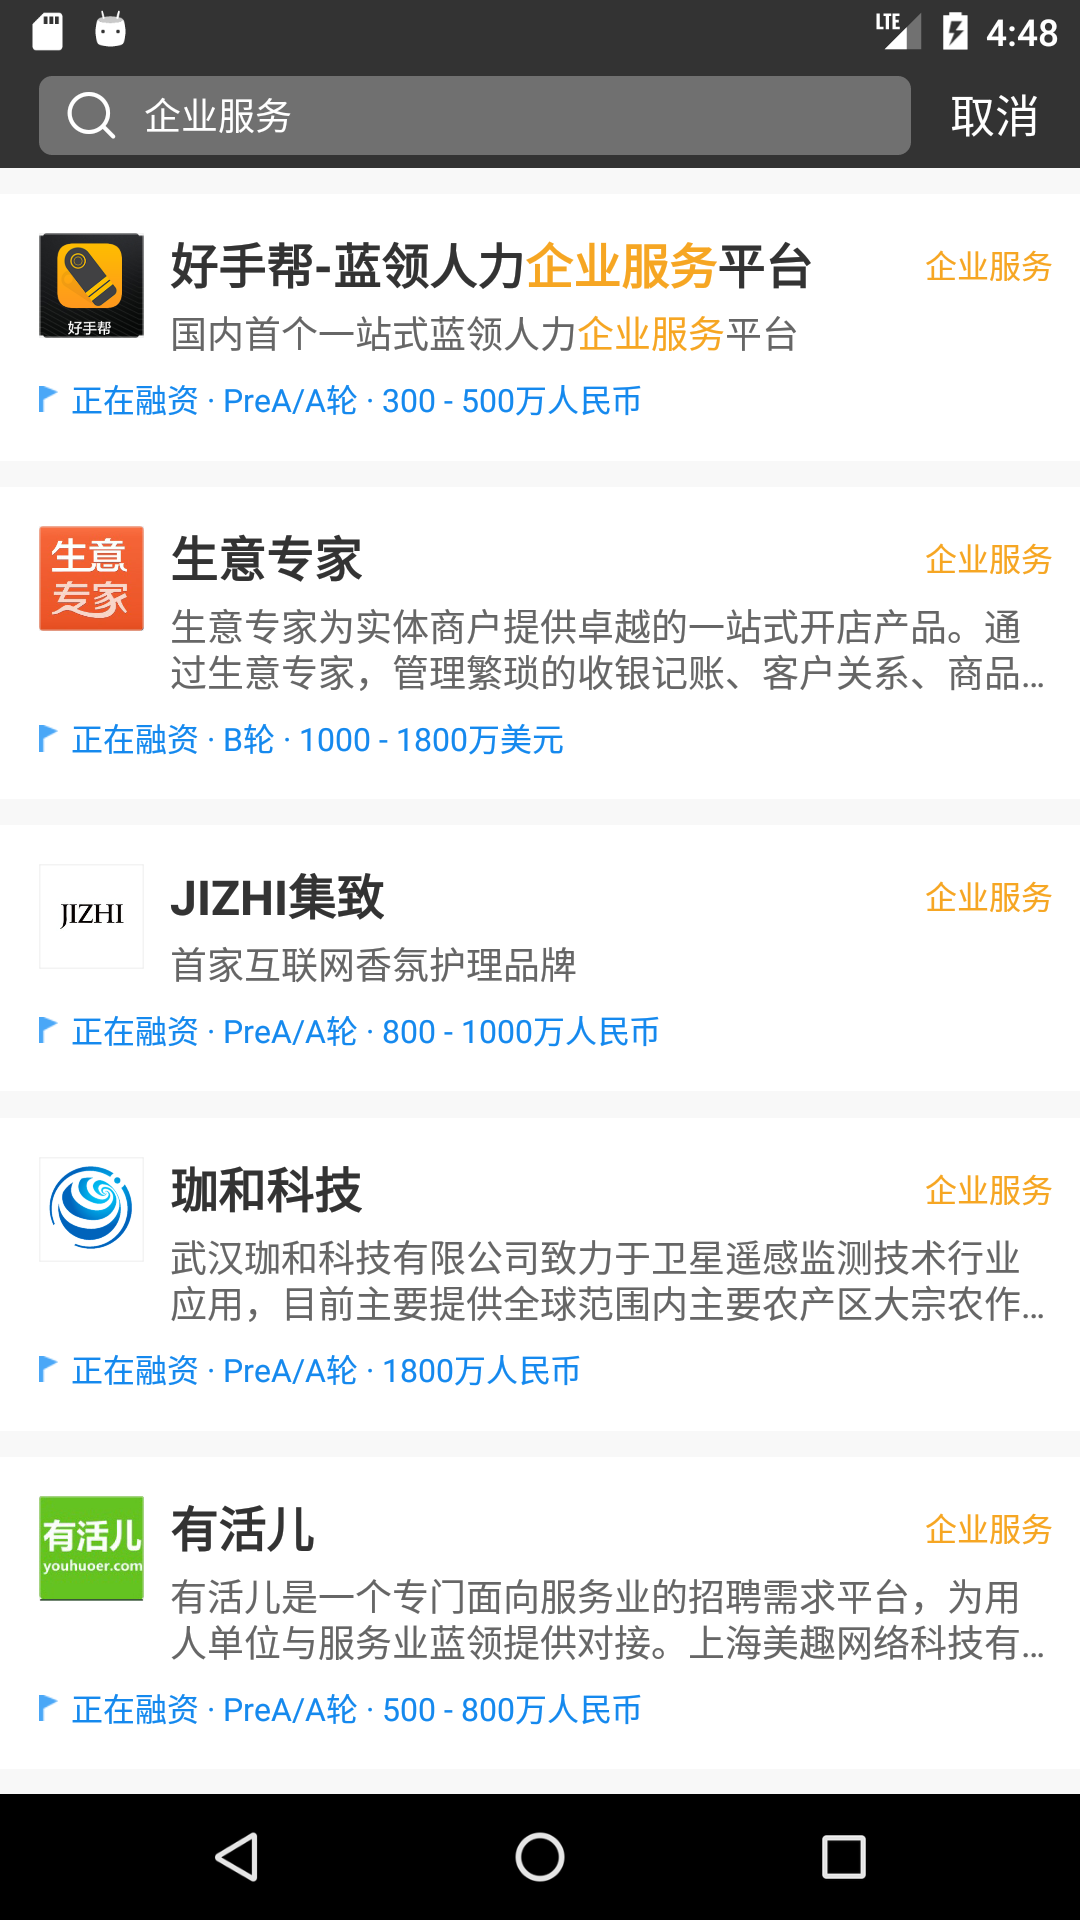 LTE 4:48
企业服务 取消
好手帮-蓝领人力企业服务平台 企业服务
好手帮
国内首个一站式蓝领人力企业服务平台
正在融资 · PreA/A轮 · 300 - 500万人民币
生意专家 企业服务
生意
专家
生意专家为实体商户提供卓越的一站式开店产品。通
过生意专家，管理繁琐的收银记账、客户关系、商品...
正在融资 · B轮 · 1000 - 1800万美元
JIZHI集致 企业服务
JIZHI
首家互联网香氛护理品牌
正在融资 · PreA/A轮 · 800 - 1000万人民币
珈和科技 企业服务
武汉珈和科技有限公司致力于卫星遥感监测技术行业
应用，目前主要提供全球范围内主要农产区大宗农作...
正在融资 · PreA/A轮 · 1800万人民币
有活儿 企业服务
有活儿
youhuoer.com
有活儿是一个专门面向服务业的招聘需求平台，为用
人单位与服务业蓝领提供对接。上海美趣网络科技有...
正在融资 · PreA/A轮 · 500 - 800万人民币